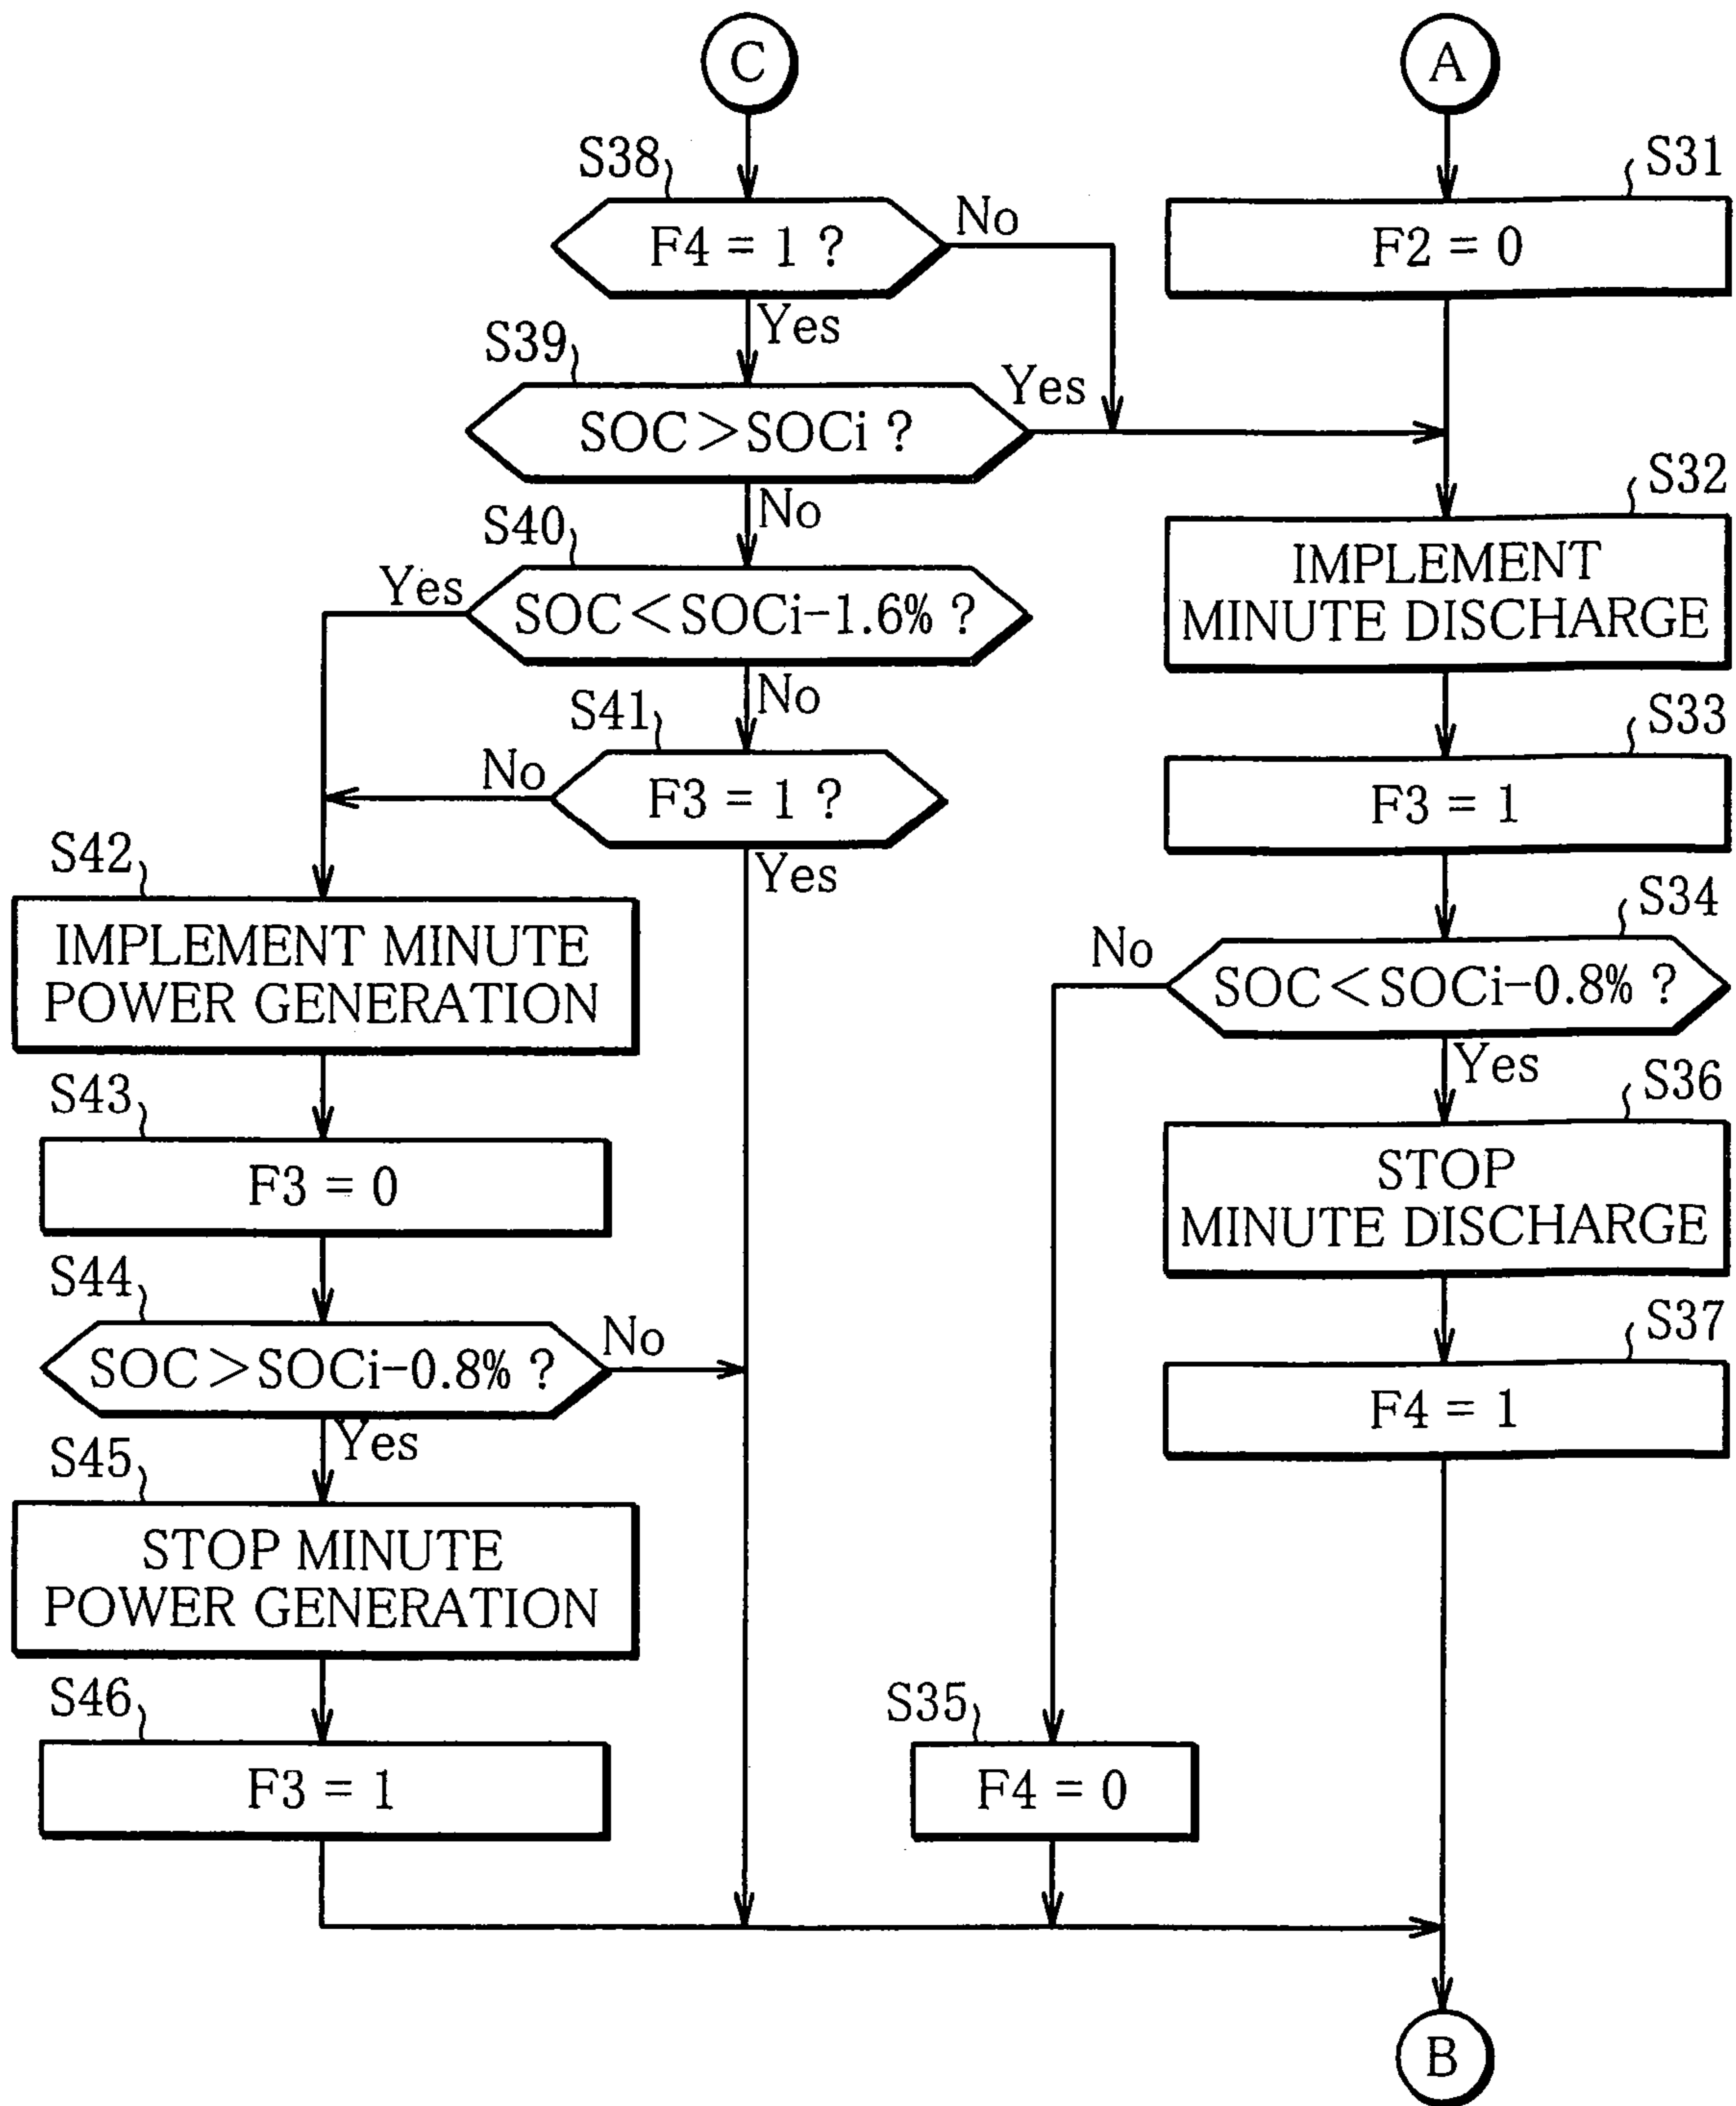 C
A
S38
F4 = 1 ?
No
Yes
S31
F2 = 0
S39
SOC>SOCi ?
Yes
No
S32
IMPLEMENT
MINUTE DISCHARGE
S40
SOC<SOCi-1.6% ?
Yes
No
S33
F3 = 1
S41
F3 = 1 ?
No
Yes
S42
IMPLEMENT MINUTE
POWER GENERATION
S34
SOC<SOCi-0.8% ?
No
Yes
S43
F3 = 0
S36
STOP
MINUTE DISCHARGE
S44
SOC>SOCi-0.8% ?
No
Yes
S37
F4 = 1
S45
STOP MINUTE
POWER GENERATION
S46
F3 = 1
S35
F4 = 0
B